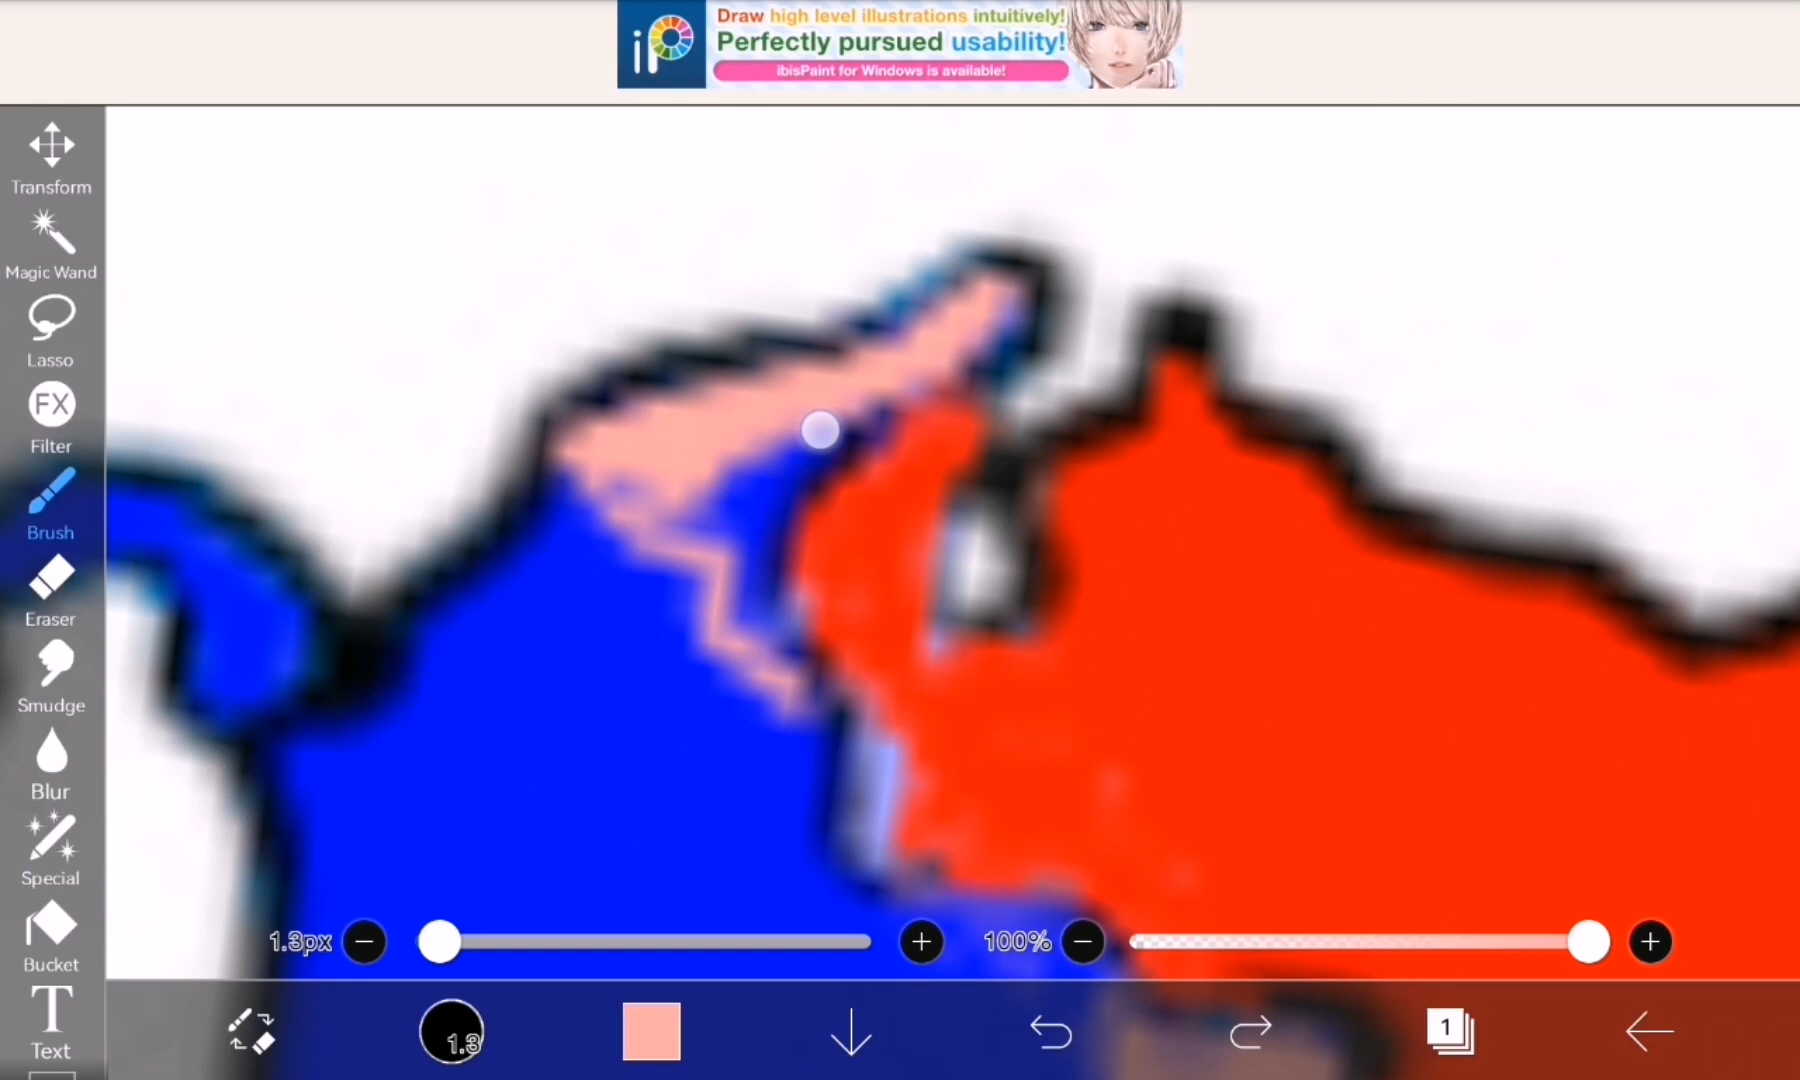 iP
Draw high level illustrations intuitively!
Perfectly pursued usability!
ibisPaint for Windows is available!
Transform
Magic Wand
Lasso
FX
Filter
Brush
Eraser
Smudge
Blur
Special
Bucket
T
Text
1.3px
100%
1.3
1